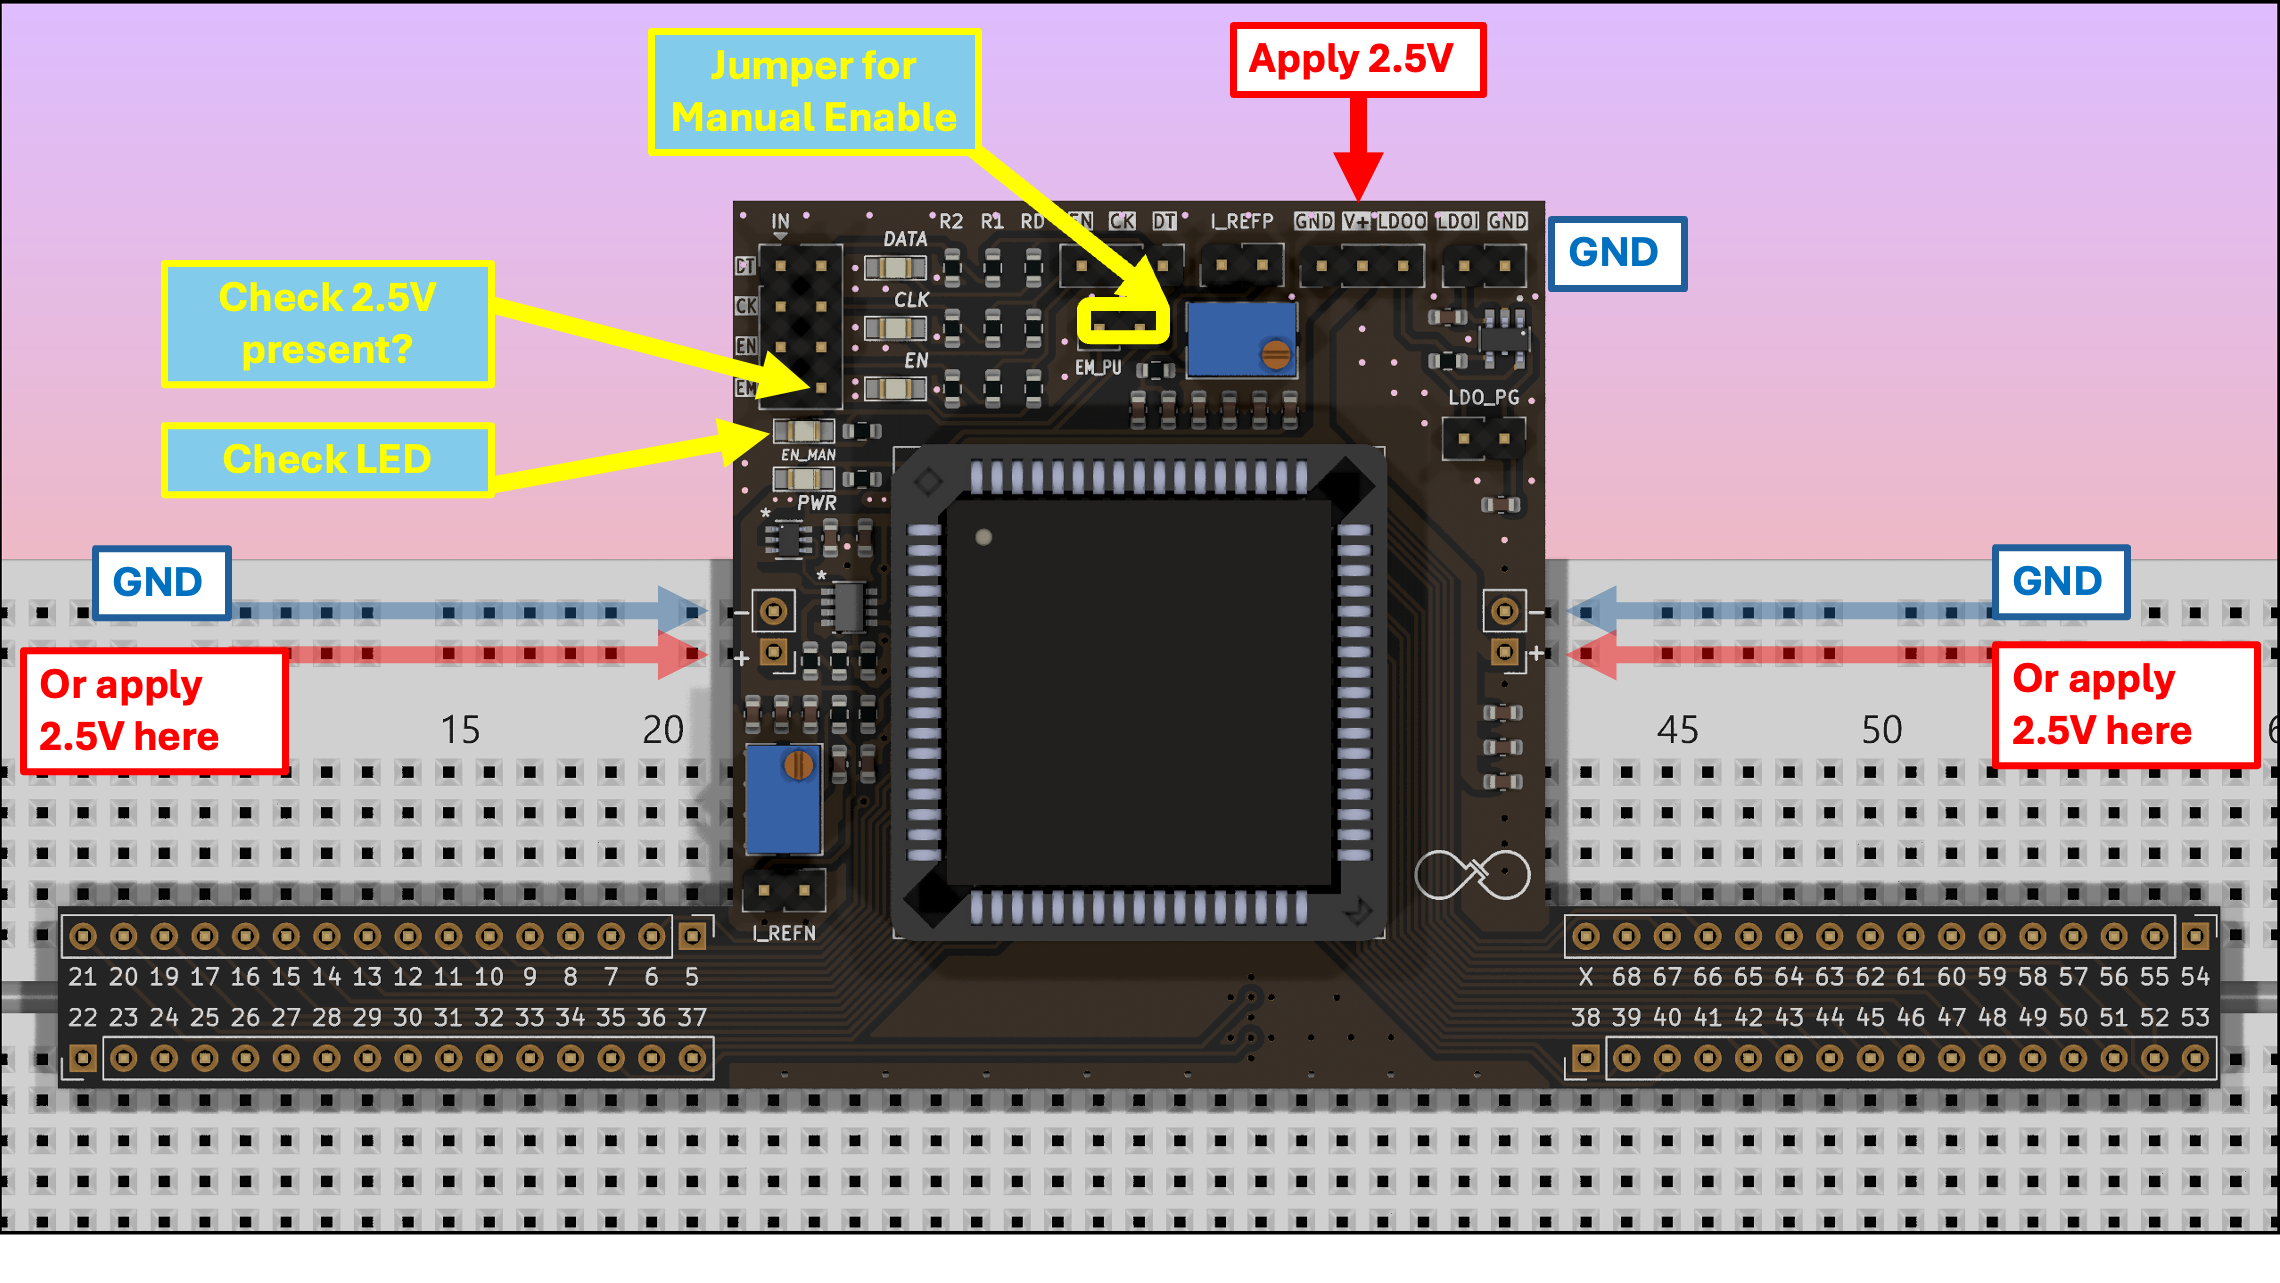 Jumper for
Manual Enable
Apply 2.5V
GND
Check 2.5V
present?
Check LED
GND
Or apply
2.5V here
GND
Or apply
2.5V here
IN
R2 R1 RD EN CK DT I_REFP GND V+ LDOO LDOI GND
DATA
DT
CLK
CK
EN
EN
EM
EM_PU
LDO_PG
EN_MAN
PWR
*
*
− −
+ +
15 20 45 50
I_REFN
21 20 19 17 16 15 14 13 12 11 10 9 8 7 6 5
22 23 24 25 26 27 28 29 30 31 32 33 34 35 36 37
X 68 67 66 65 64 63 62 61 60 59 58 57 56 55 54
38 39 40 41 42 43 44 45 46 47 48 49 50 51 52 53